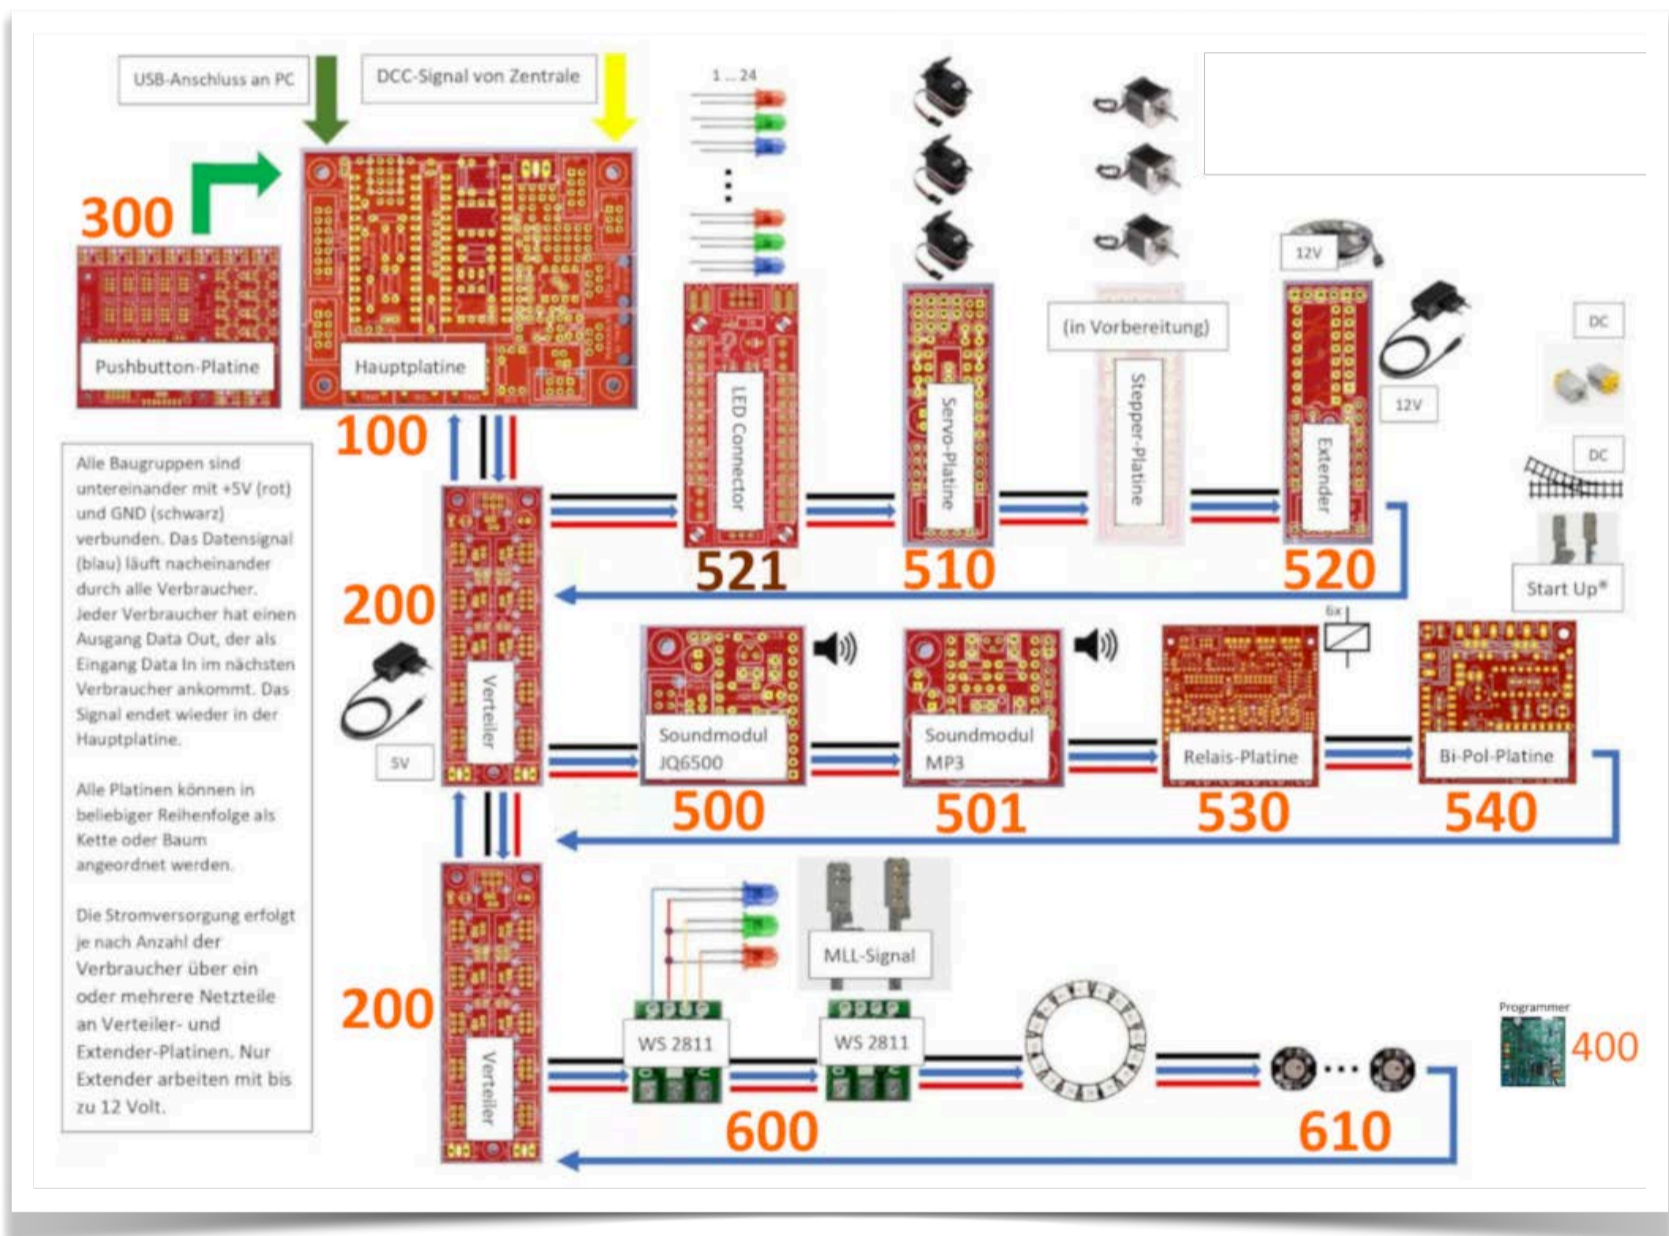 USB-Anschluss an PC
DCC-Signal von Zentrale
300
Pushbutton-Platine
Hauptplatine
100
1 ... 24
LED Connector
521
Servo-Platine
510
(in Vorbereitung)
Stepper-Platine
12V
12V
Extender
520
DC
DC
Start Up®
Alle Baugruppen sind
untereinander mit +5V (rot)
und GND (schwarz)
verbunden. Das Datensignal
(blau) läuft nacheinander
durch alle Verbraucher.
Jeder Verbraucher hat einen
Ausgang Data Out, der als
Eingang Data In im nächsten
Verbraucher ankommt. Das
Signal endet wieder in der
Hauptplatine.
Alle Platinen können in
beliebiger Reihenfolge als
Kette oder Baum
angeordnet werden.
Die Stromversorgung erfolgt
je nach Anzahl der
Verbraucher über ein
oder mehrere Netzteile
an Verteiler- und
Extender-Platinen. Nur
Extender arbeiten mit bis
zu 12 Volt.
200
Verteiler
5V
Soundmodul
JQ6500
500
Soundmodul
MP3
501
6x
Relais-Platine
530
Bi-Pol-Platine
540
200
Verteiler
WS 2811
MLL-Signal
WS 2811
600
610
Programmer
400